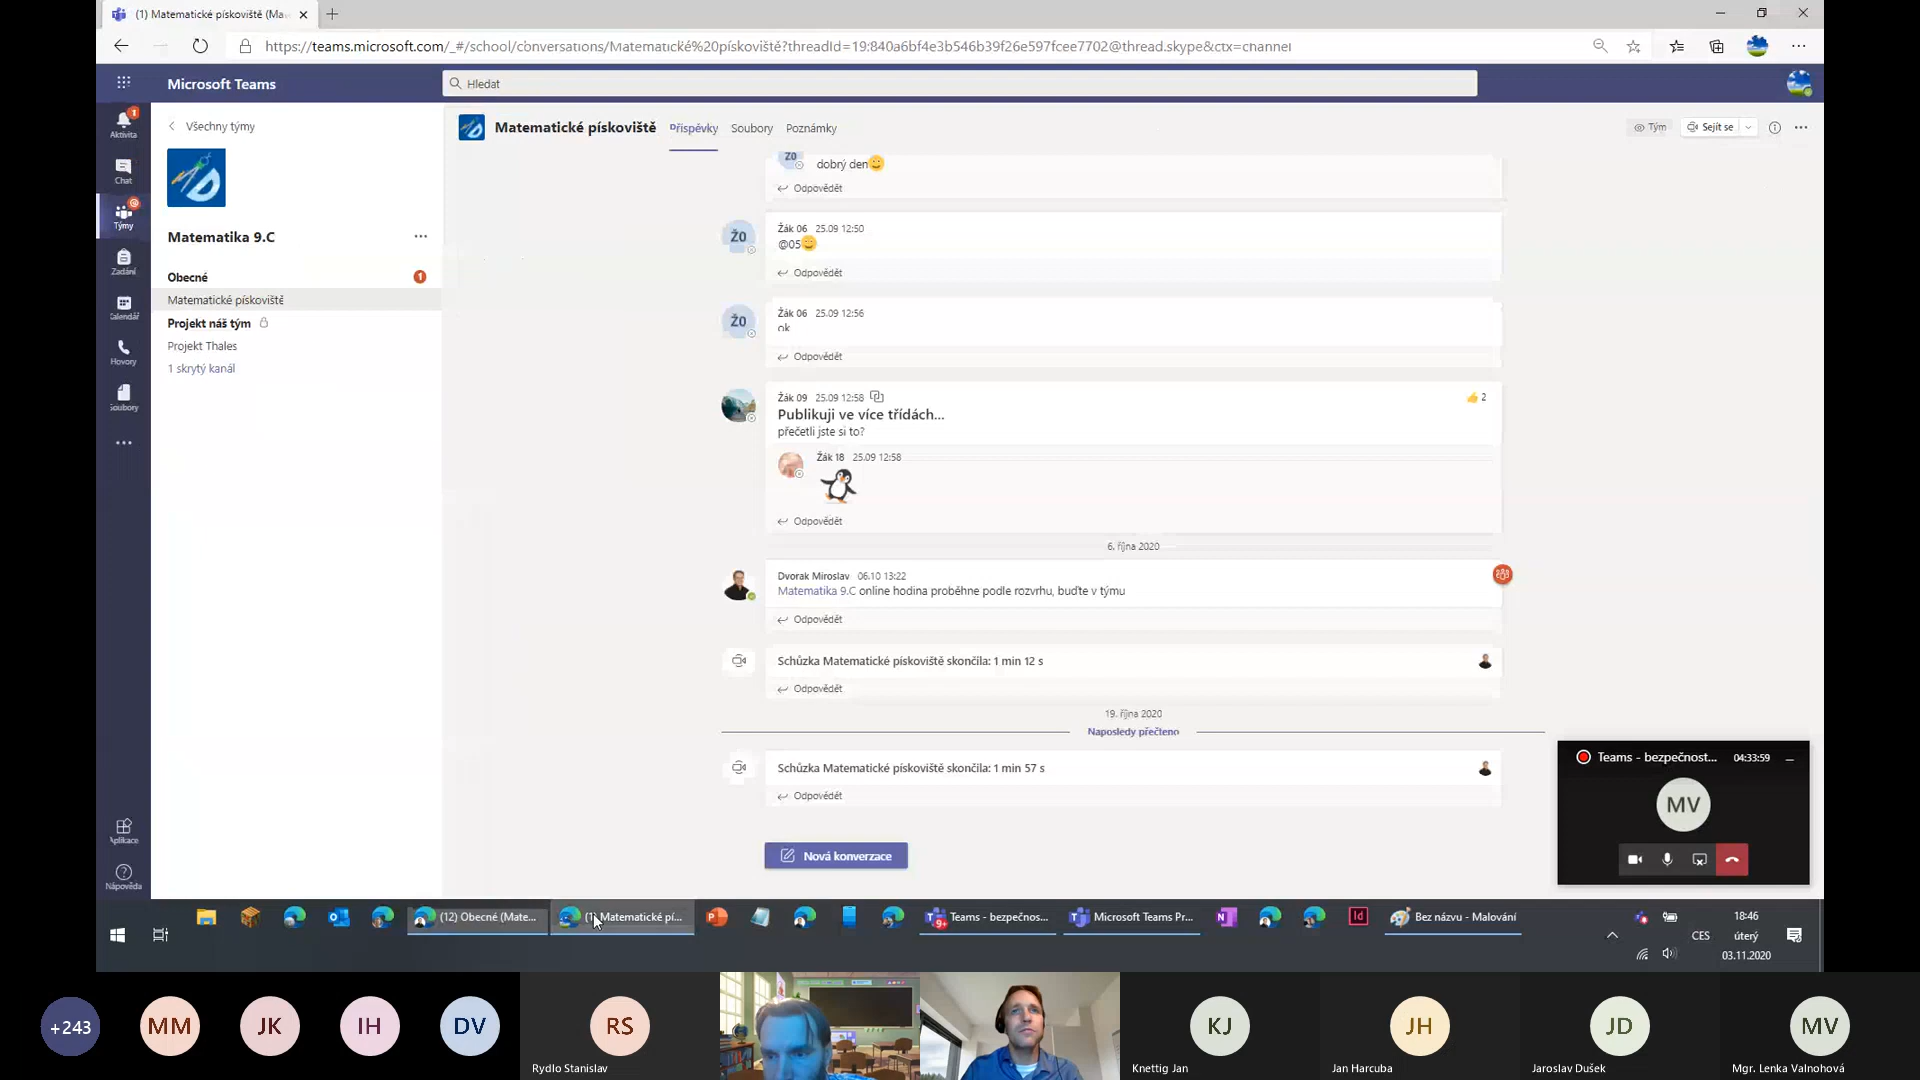 (1) Matematické pískoviště (Ma
https://teams.microsoft.com/_#/school/conversations/Matematické%20pískoviště?threadId=19:840a6bf4e3b546b39f26e597fcee7702@thread.skype&ctx=channel
Microsoft Teams
Hledat
Aktivita
Chat
Týmy
Zadání
Kalendář
Hovory
Soubory
Aplikace
Nápověda
Všechny týmy
Matematika 9.C
Obecné 1
Matematické pískoviště
Projekt náš tým
Projekt Thales
1 skrytý kanál
Matematické pískoviště Příspěvky Soubory Poznámky
Tým Sejít se
ŽO dobrý den
Odpovědět
ŽO Žák 06 25.09 12:50
@05
Odpovědět
ŽO Žák 06 25.09 12:56
ok
Odpovědět
Žák 09 25.09 12:58 2
Publikuji ve více třídách...
přečetli jste si to?
Žák 18 25.09 12:58
Odpovědět
6. října 2020
Dvorak Miroslav 06.10 13:22
Matematika 9.C online hodina proběhne podle rozvrhu, buďte v týmu
Odpovědět
Schůzka Matematické pískoviště skončila: 1 min 12 s
Odpovědět
19. října 2020
Naposledy přečteno
Schůzka Matematické pískoviště skončila: 1 min 57 s
Odpovědět
Nová konverzace
Teams - bezpečnost... 04:33:59
MV
(12) Obecné (Mate...
(1) Matematické pí...
Teams - bezpečnos...
Microsoft Teams Pr...
Id
Bez názvu - Malování
CES
18:46
úterý
03.11.2020
+243
MM
JK
IH
DV
RS
Rydlo Stanislav
KJ
Knettig Jan
JH
Jan Harcuba
JD
Jaroslav Dušek
MV
Mgr. Lenka Valnohová